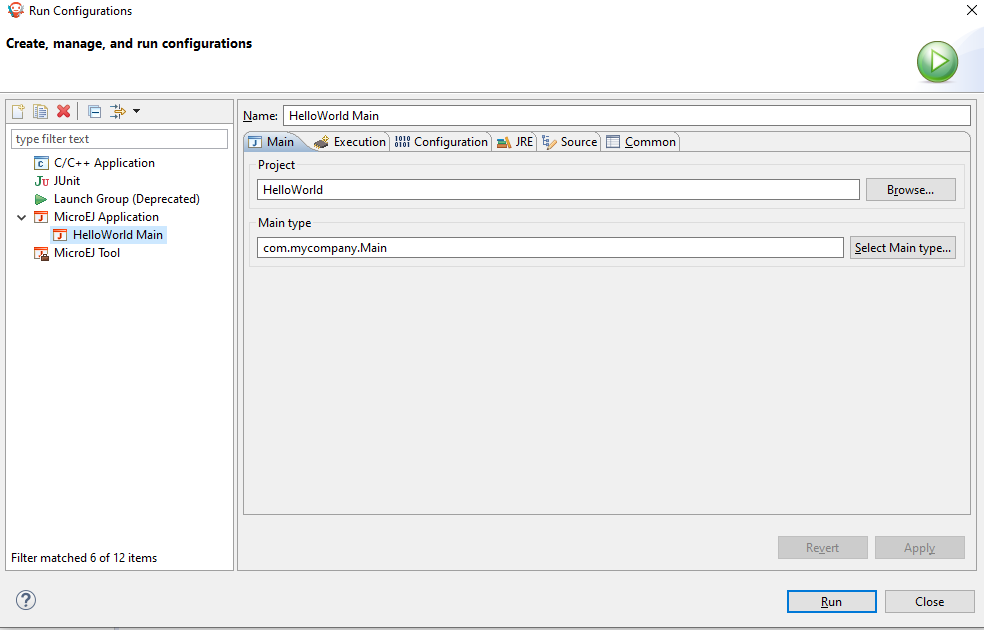 Run Configurations
Create, manage, and run configurations
type filter text
C/C++ Application
Ju JUnit
Launch Group (Deprecated)
MicroEJ Application
HelloWorld Main
MicroEJ Tool
Filter matched 6 of 12 items
Name: HelloWorld Main
Main Execution Configuration JRE Source Common
Project
HelloWorld Browse...
Main type
com.mycompany.Main Select Main type...
Revert Apply
Run Close